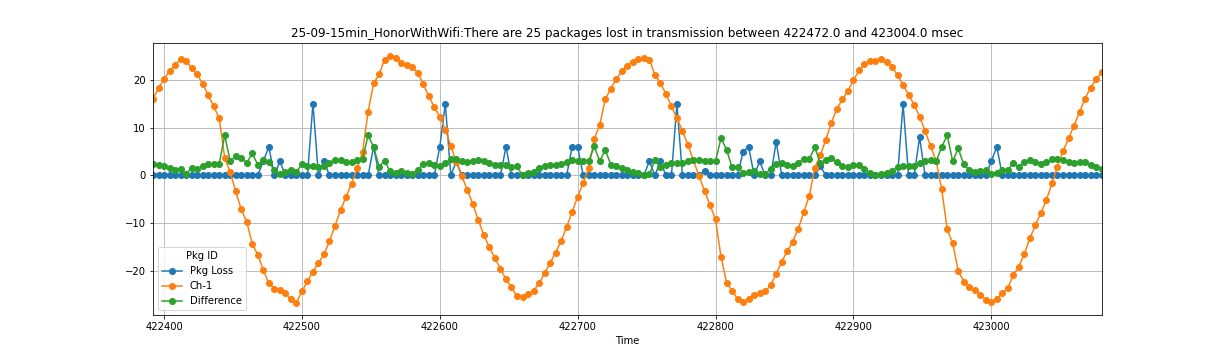 25-09-15min_HonorWithWifi:There are 25 packages lost in transmission between 422472.0 and 423004.0 msec
20
10
0
−10
−20
Pkg ID
Pkg Loss
Ch-1
Difference
422400 422500 422600 422700 422800 422900 423000
Time